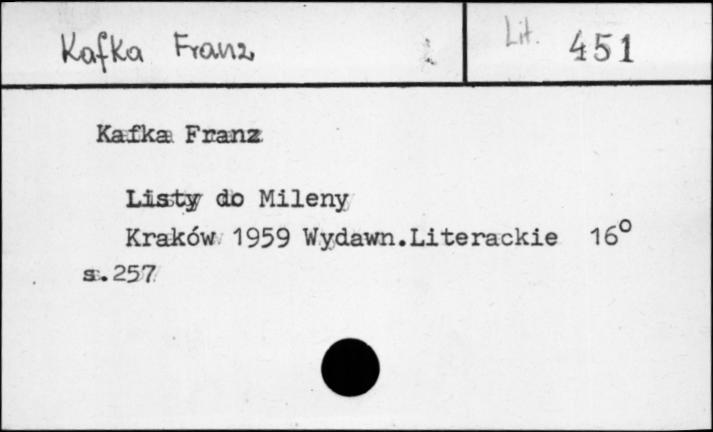 Kafka Franz
Lit. 451
Kafka Franz
Listy do Mileny
Kraków 1959 Wydawn.Literackie 16⁰
s.257